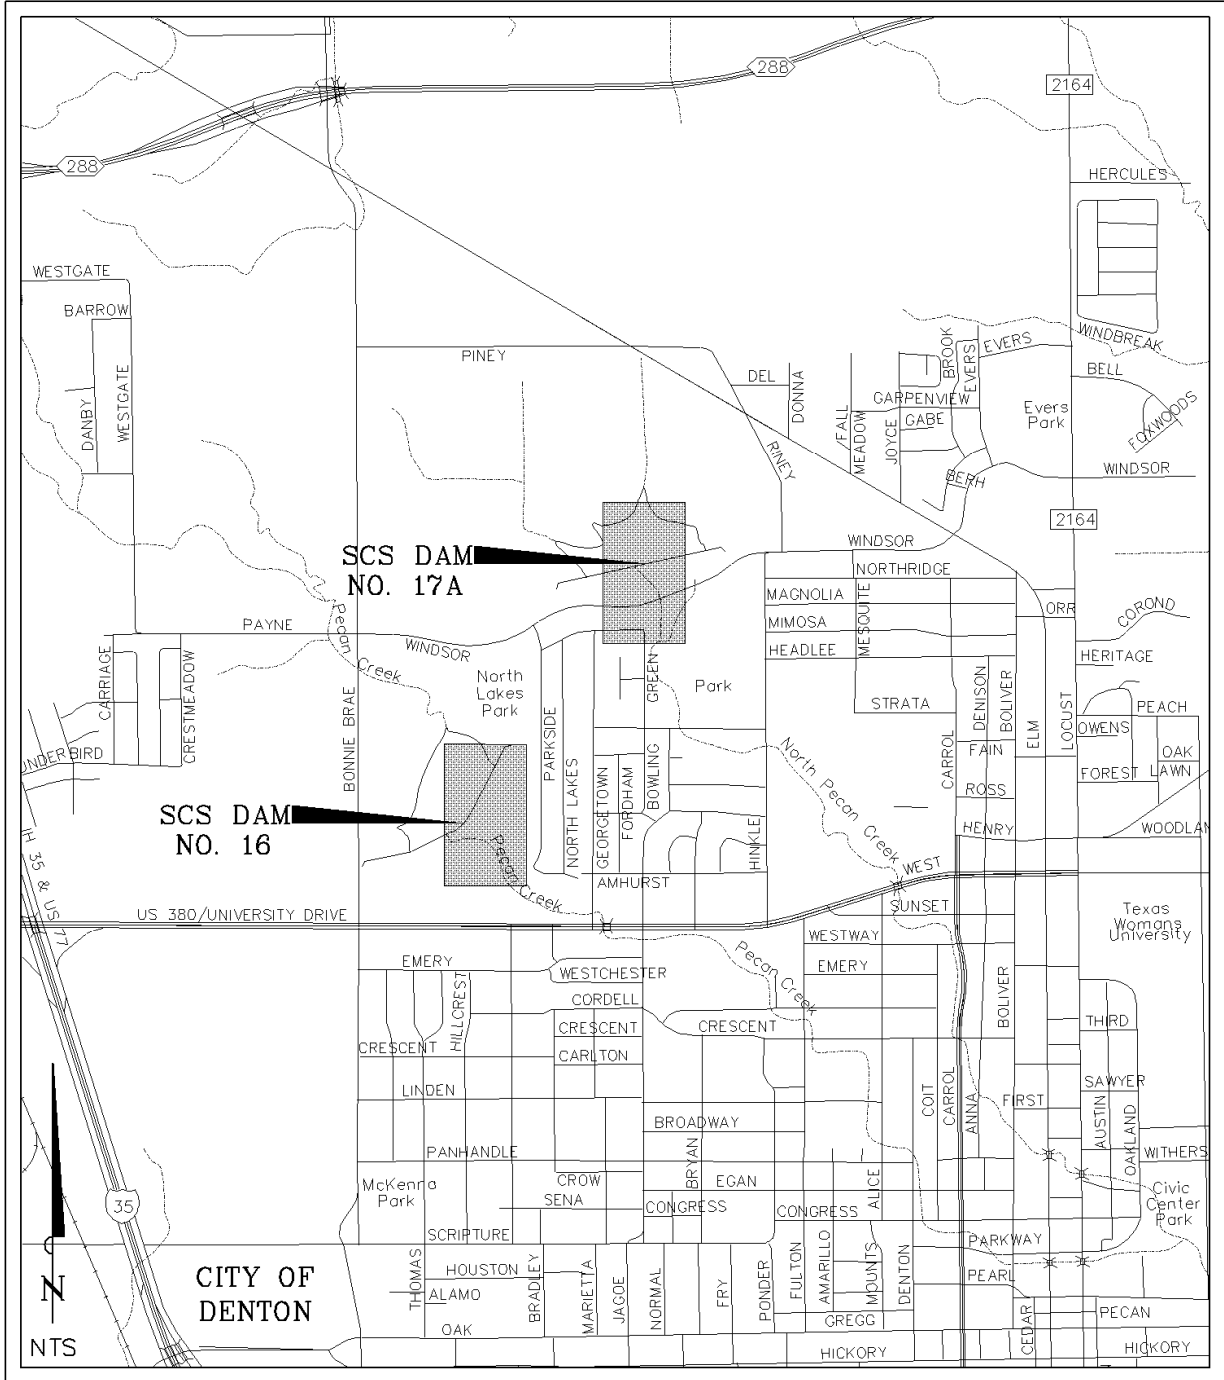 288
2164
288
HERCULES
WESTGATE
BARROW
WINDBREAK
EVERS
BROOK
EVERS
PINEY
DEL
DONNA
BELL
WESTGATE
DANBY
GARPENVIEW
FALL
MEADOW
JOYCE
GABE
Evers
Park
FOXWOODS
RINEY
BERH
WINDSOR
2164
SCS DAM
NO. 17A
WINDSOR
NORTHRIDGE
MAGNOLIA
MESQUITE
ORR
COROND
PAYNE
Pecan Creek
WINDSOR
MIMOSA
HEADLEE
HERITAGE
CARRIAGE
CRESTMEADOW
North
Lakes
Park
GREEN
Park
STRATA
DENISON
BOLIVER
LOCUST
ELM
PEACH
OWENS
BONNIE BRAE
PARKSIDE
NORTH LAKES
GEORGETOWN
FORDHAM
BOWLING
North Pecan Creek
CARROL
FAIN
OAK
FOREST LAWN
UNDERBIRD
ROSS
SCS DAM
NO. 16
HENRY
WOODLAN
HINKLE
Pecan Creek
AMHURST
WEST
IH 35 & US 77
US 380/UNIVERSITY DRIVE
SUNSET
Texas
Womans
University
WESTWAY
Pecan Creek
EMERY
WESTCHESTER
EMERY
HILLCREST
CORDELL
BOLIVER
CRESCENT
CRESCENT
THIRD
CRESCENT
CARLTON
LINDEN
COIT
CARROL
ANNA
FIRST
SAWYER
AUSTIN
OAKLAND
BROADWAY
PANHANDLE
BRYAN
WITHERS
McKenna
Park
CROW
SENA
EGAN
ALICE
CONGRESS
CONGRESS
Civic
Center
Park
35
SCRIPTURE
PARKWAY
CITY OF
DENTON
THOMAS
HOUSTON
ALAMO
BRADLEY
MARIETTA
JAGOE
NORMAL
FRY
PONDER
FULTON
AMARILLO
MOUNTS
DENTON
PEARL
PECAN
CEDAR
GREGG
OAK
HICKORY
HICKORY
N
NTS